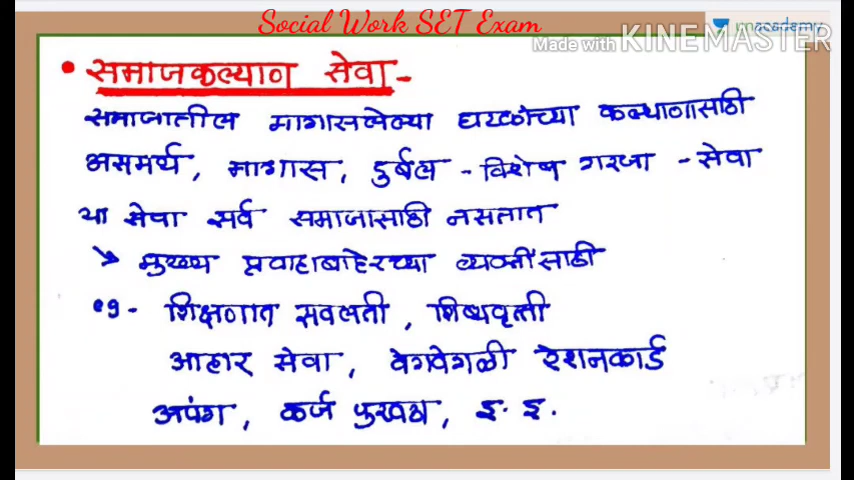 Social Work SET Exam
unacademy
Made with KINEMASTER
• समाजकल्याण सेवा -
समाजातील मागासलेल्या घटकांच्या कल्याणासाठी
असमर्थ, मागास, दुर्बल - विशेष गरजा - सेवा
या सेवा सर्व समाजासाठी नसतात
↘ मुख्य प्रवाहाबाहेरच्या व्यक्तींसाठी
eg - शिक्षणात सवलती, शिष्यवृत्ती
आहार सेवा, वेगवेगळी रेशनकार्ड
अपंग, कर्ज पुरवठा, इ. इ.